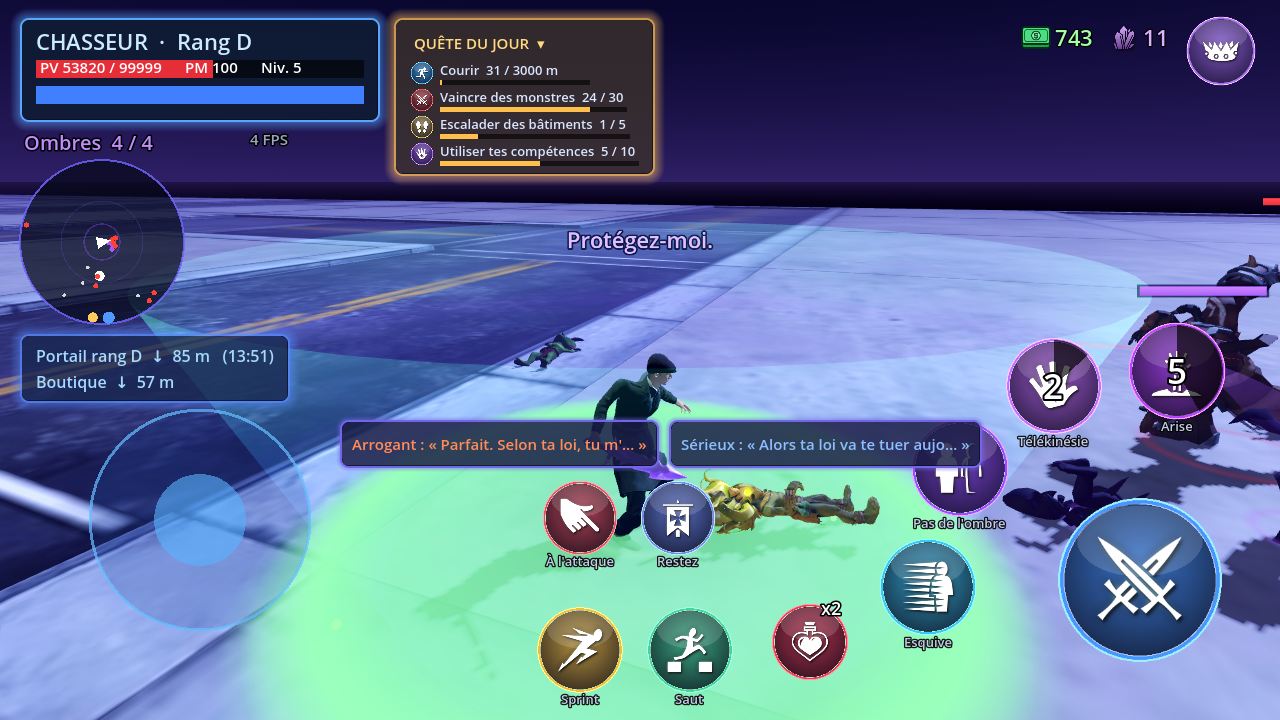 CHASSEUR · Rang D
PV 53820 / 99999 PM 100 Niv. 5
QUÊTE DU JOUR ▼
Courir 31 / 3000 m
Vaincre des monstres 24 / 30
Escalader des bâtiments 1 / 5
Utiliser tes compétences 5 / 10
743 11
Ombres 4 / 4
4 FPS
Protégez-moi.
Portail rang D ↓ 85 m (13:51)
Boutique ↓ 57 m
2
Télékinésie
5
Arise
Arrogant : « Parfait. Selon ta loi, tu m'... »
Sérieux : « Alors ta loi va te tuer aujo... »
Pas de l'ombre
À l'attaque
Restez
x2
Esquive
Sprint
Saut